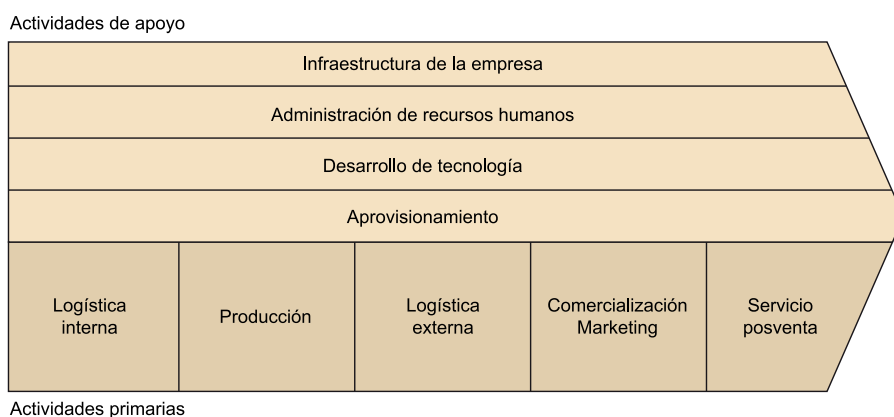 Actividades de apoyo
Infraestructura de la empresa
Administración de recursos humanos
Desarrollo de tecnología
Aprovisionamiento
Logística
interna
Producción
Logística
externa
Comercialización
Marketing
Servicio
posventa
Actividades primarias